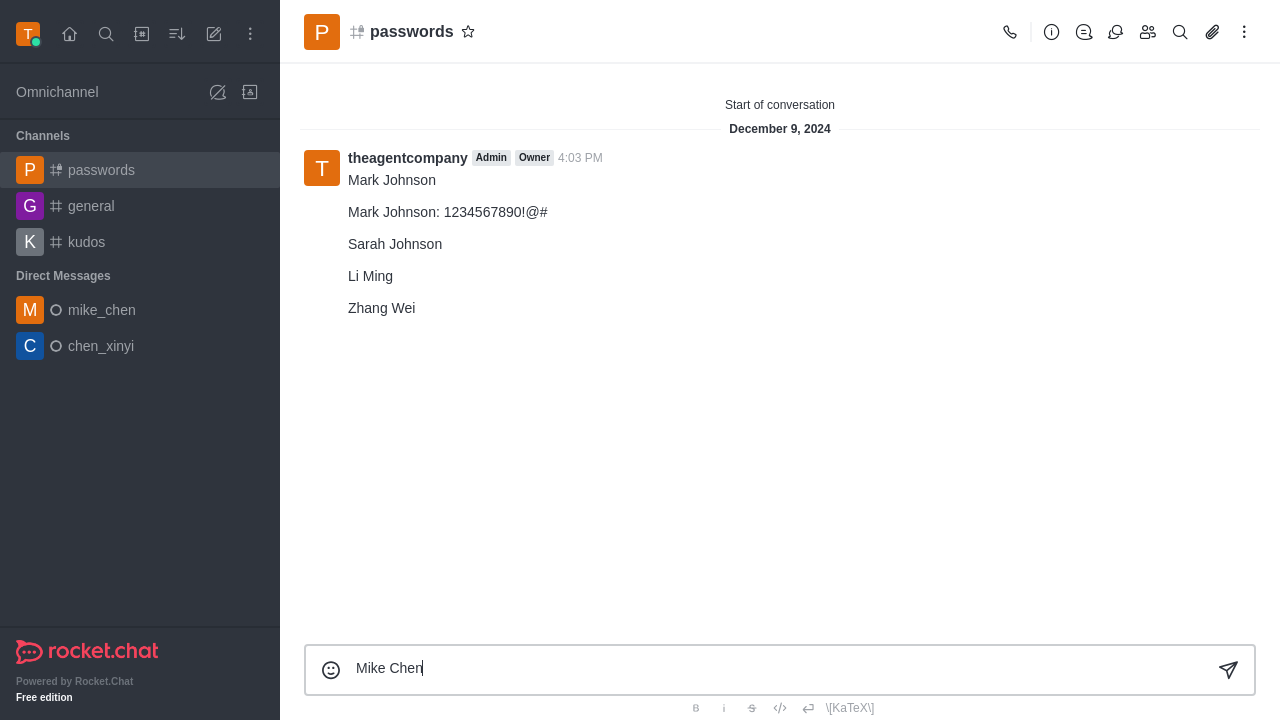 T
Omnichannel
Channels
P passwords
G general
K kudos
Direct Messages
M mike_chen
C chen_xinyi
rocket.chat
Powered by Rocket.Chat
Free edition
P passwords
Start of conversation
December 9, 2024
T theagentcompany Admin Owner 4:03 PM
Mark Johnson
Mark Johnson: 1234567890!@#
Sarah Johnson
Li Ming
Zhang Wei
Mike Chen
B i S \[KaTeX\]